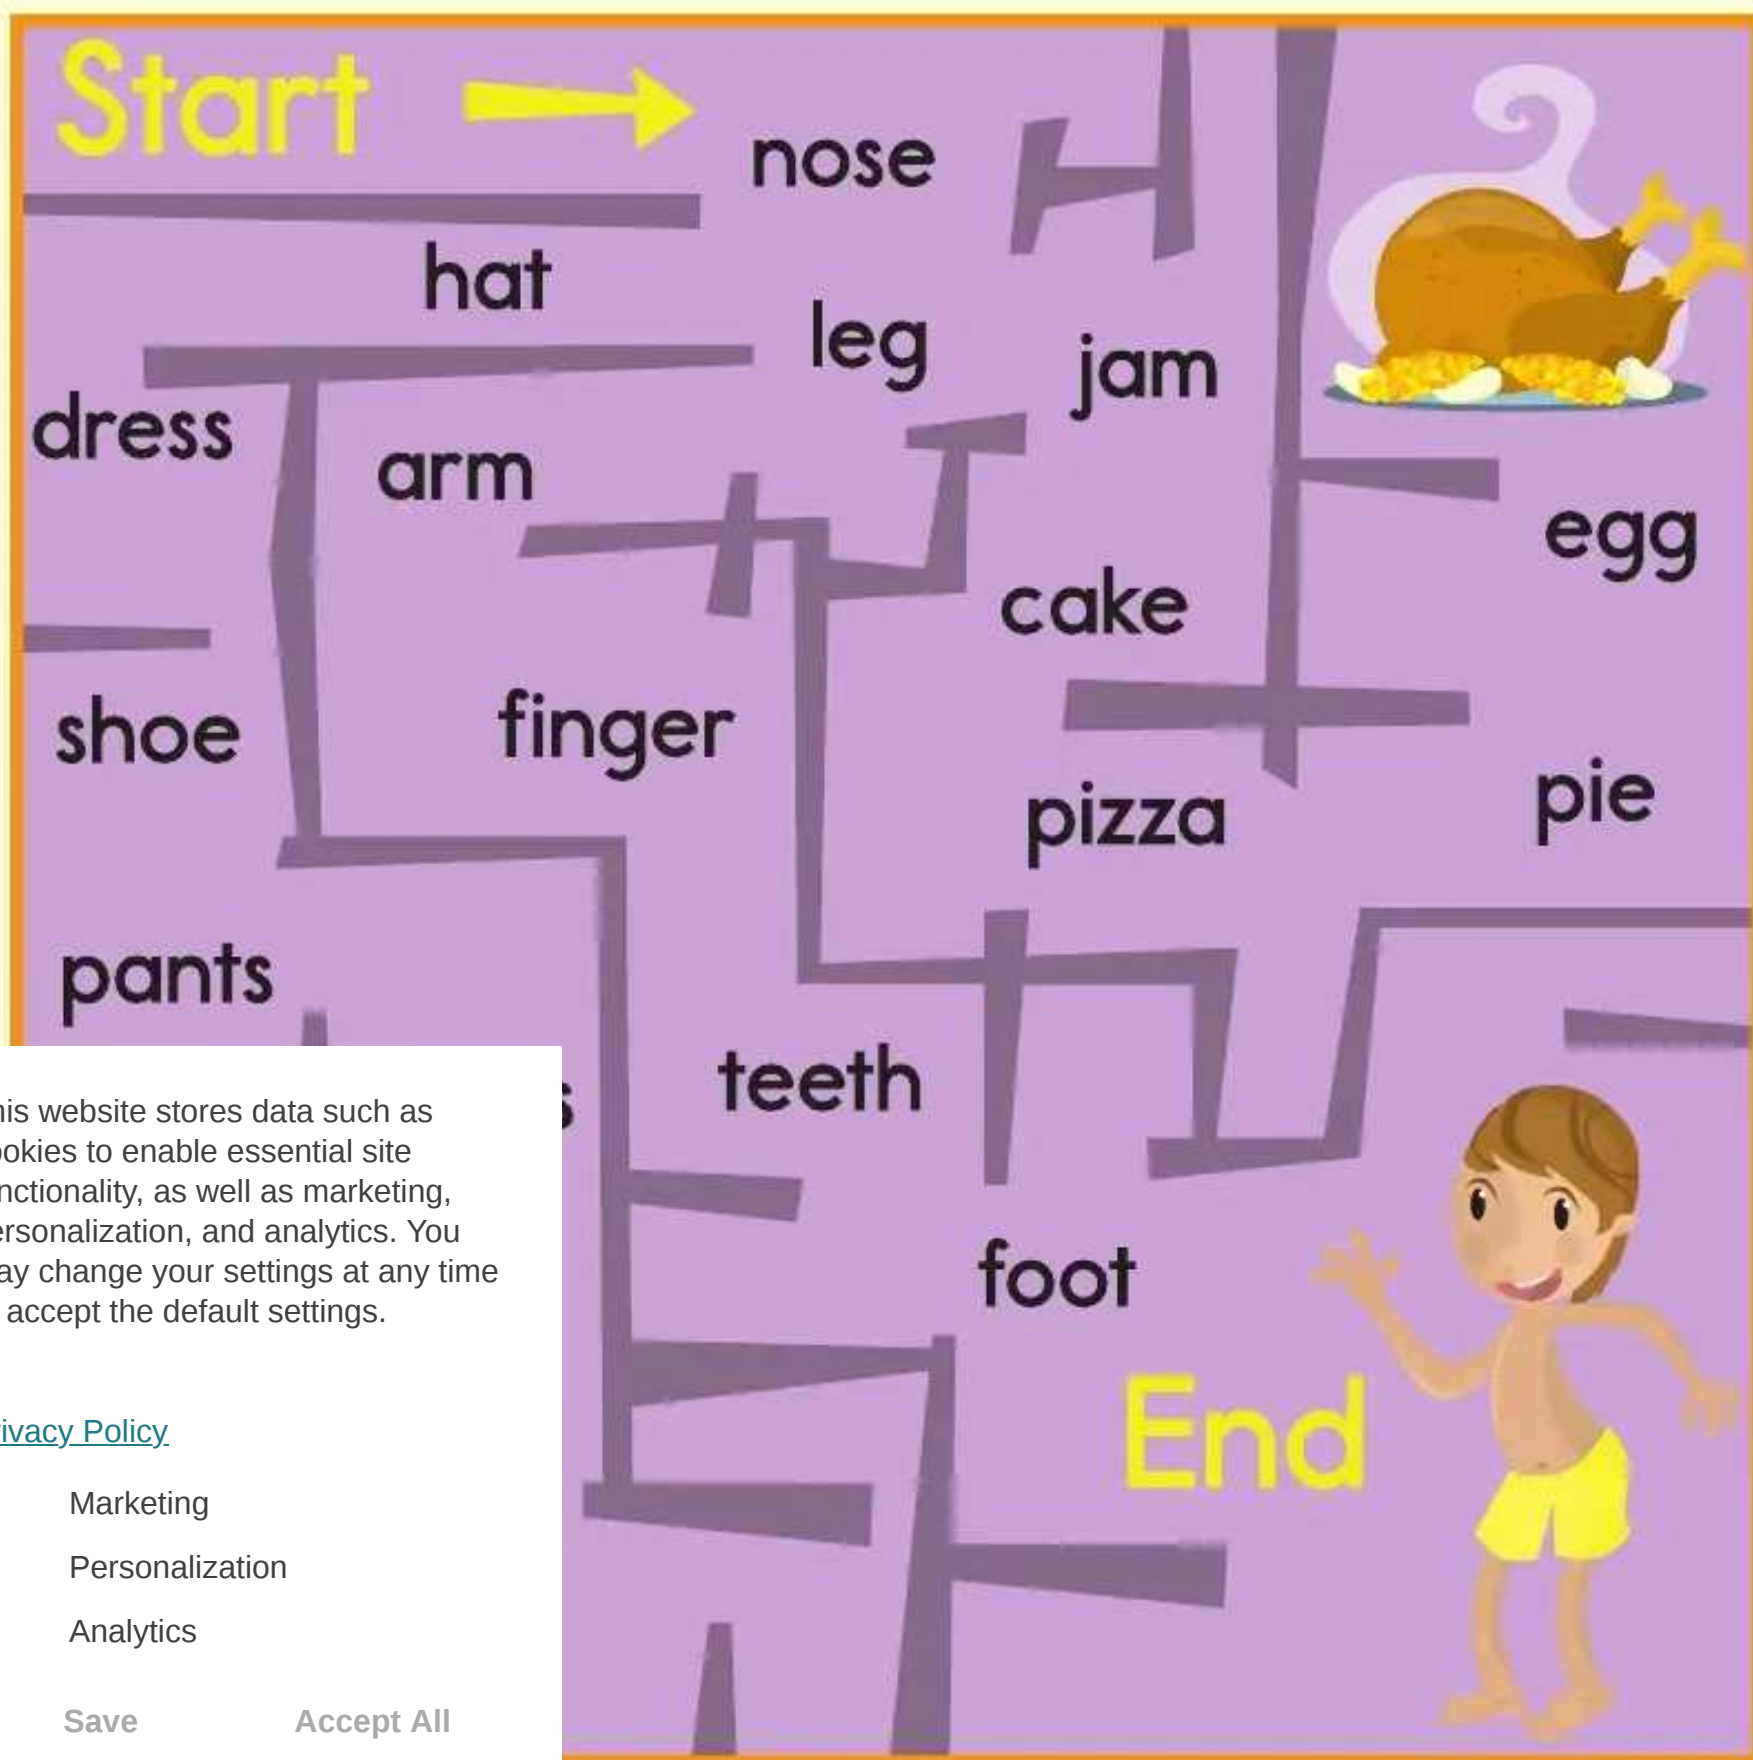 Start
nose
hat
leg
jam
dress
arm
egg
cake
shoe
finger
pie
pizza
pants
teeth
his website stores data such as
ookies to enable essential site
nctionality, as well as marketing,
ersonalization, and analytics. You
ay change your settings at any time
accept the default settings.
foot
End
ivacy Policy
Marketing
Personalization
Analytics
Save Accept All